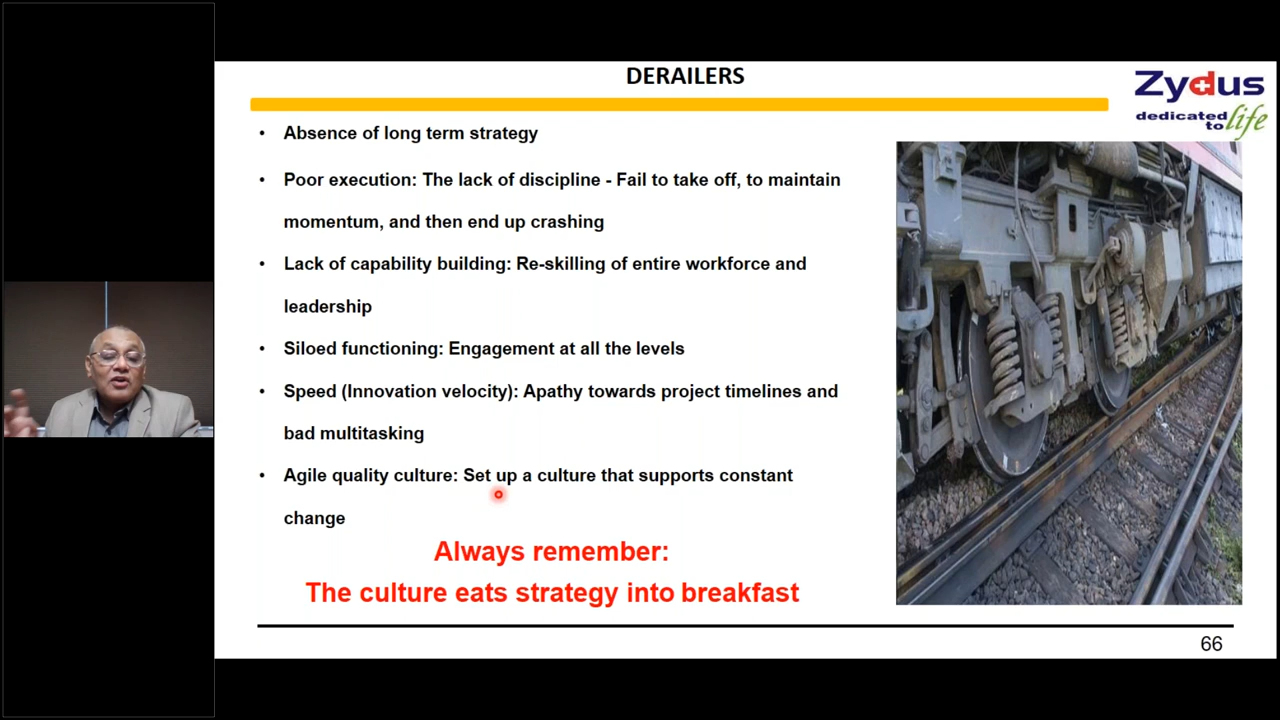 DERAILERS
Zydus
dedicated
to life
• Absence of long term strategy
• Poor execution: The lack of discipline - Fail to take off, to maintain
momentum, and then end up crashing
• Lack of capability building: Re-skilling of entire workforce and
leadership
• Siloed functioning: Engagement at all the levels
• Speed (Innovation velocity): Apathy towards project timelines and
bad multitasking
• Agile quality culture: Set up a culture that supports constant
change
Always remember:
The culture eats strategy into breakfast
66